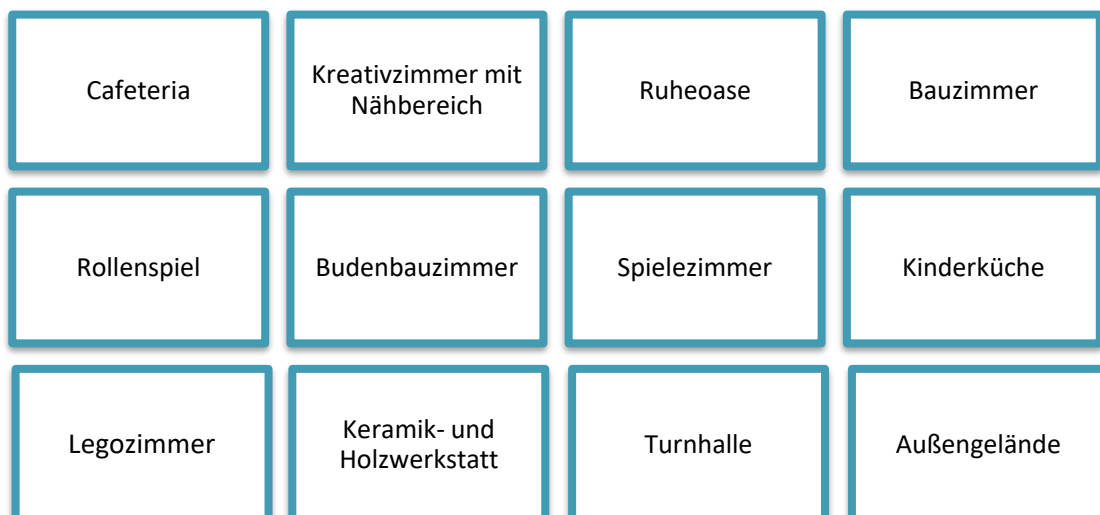 Cafeteria
Kreativzimmer mit
Nähbereich
Ruheoase
Bauzimmer
Rollenspiel
Budenbauzimmer
Spielezimmer
Kinderküche
Legozimmer
Keramik- und
Holzwerkstatt
Turnhalle
Außengelände